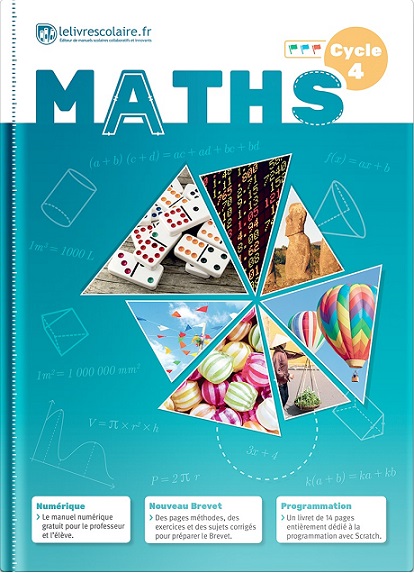 lelivrescolaire.fr
Éditeur de manuels scolaires collaboratifs et innovants
Cycle
4
MATHS
(a + b) (c + d) = ac + ad + bc + bd
f(x) = ax + b
1m³ = 1000 L
1m² = 1 000 000 mm²
V = π × r² × h
3x + 4
P = 2 π r
k(a + b) = ka + kb
Numérique
> Le manuel numérique
gratuit pour le professeur
et l'élève.
Nouveau Brevet
> Des pages méthodes, des
exercices et des sujets corrigés
pour préparer le Brevet.
Programmation
> Un livret de 14 pages
entièrement dédié à la
programmation avec Scratch.